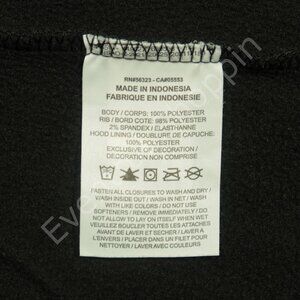 RN#56323 - CA#05553
MADE IN INDONESIA
FABRIQUE EN INDONESIE
BODY / CORPS: 100% POLYESTER
RIB / BORD COTE: 98% POLYESTER
2% SPANDEX / ELASTHANNE
HOOD LINING / DOUBLURE DE CAPUCHE:
100% POLYESTER
EXCLUSIVE OF DECORATION /
DECORATION NON COMPRISE
FASTEN ALL CLOSURES TO WASH AND DRY /
WASH INSIDE OUT / WASH IN NET / WASH
WITH LIKE COLORS / DO NOT USE
SOFTENERS / REMOVE IMMEDIATELY / DO
NOT ALLOW TO LAY ON ITSELF WHEN WET
VEUILLEZ BOUCLER TOUTES LES ATTACHES
AVANT DE LAVER ET SECHER / LAVER A
L'ENVERS / LAVER DANS UN FILET POUR
NETTOYER / LAVER AVEC DES